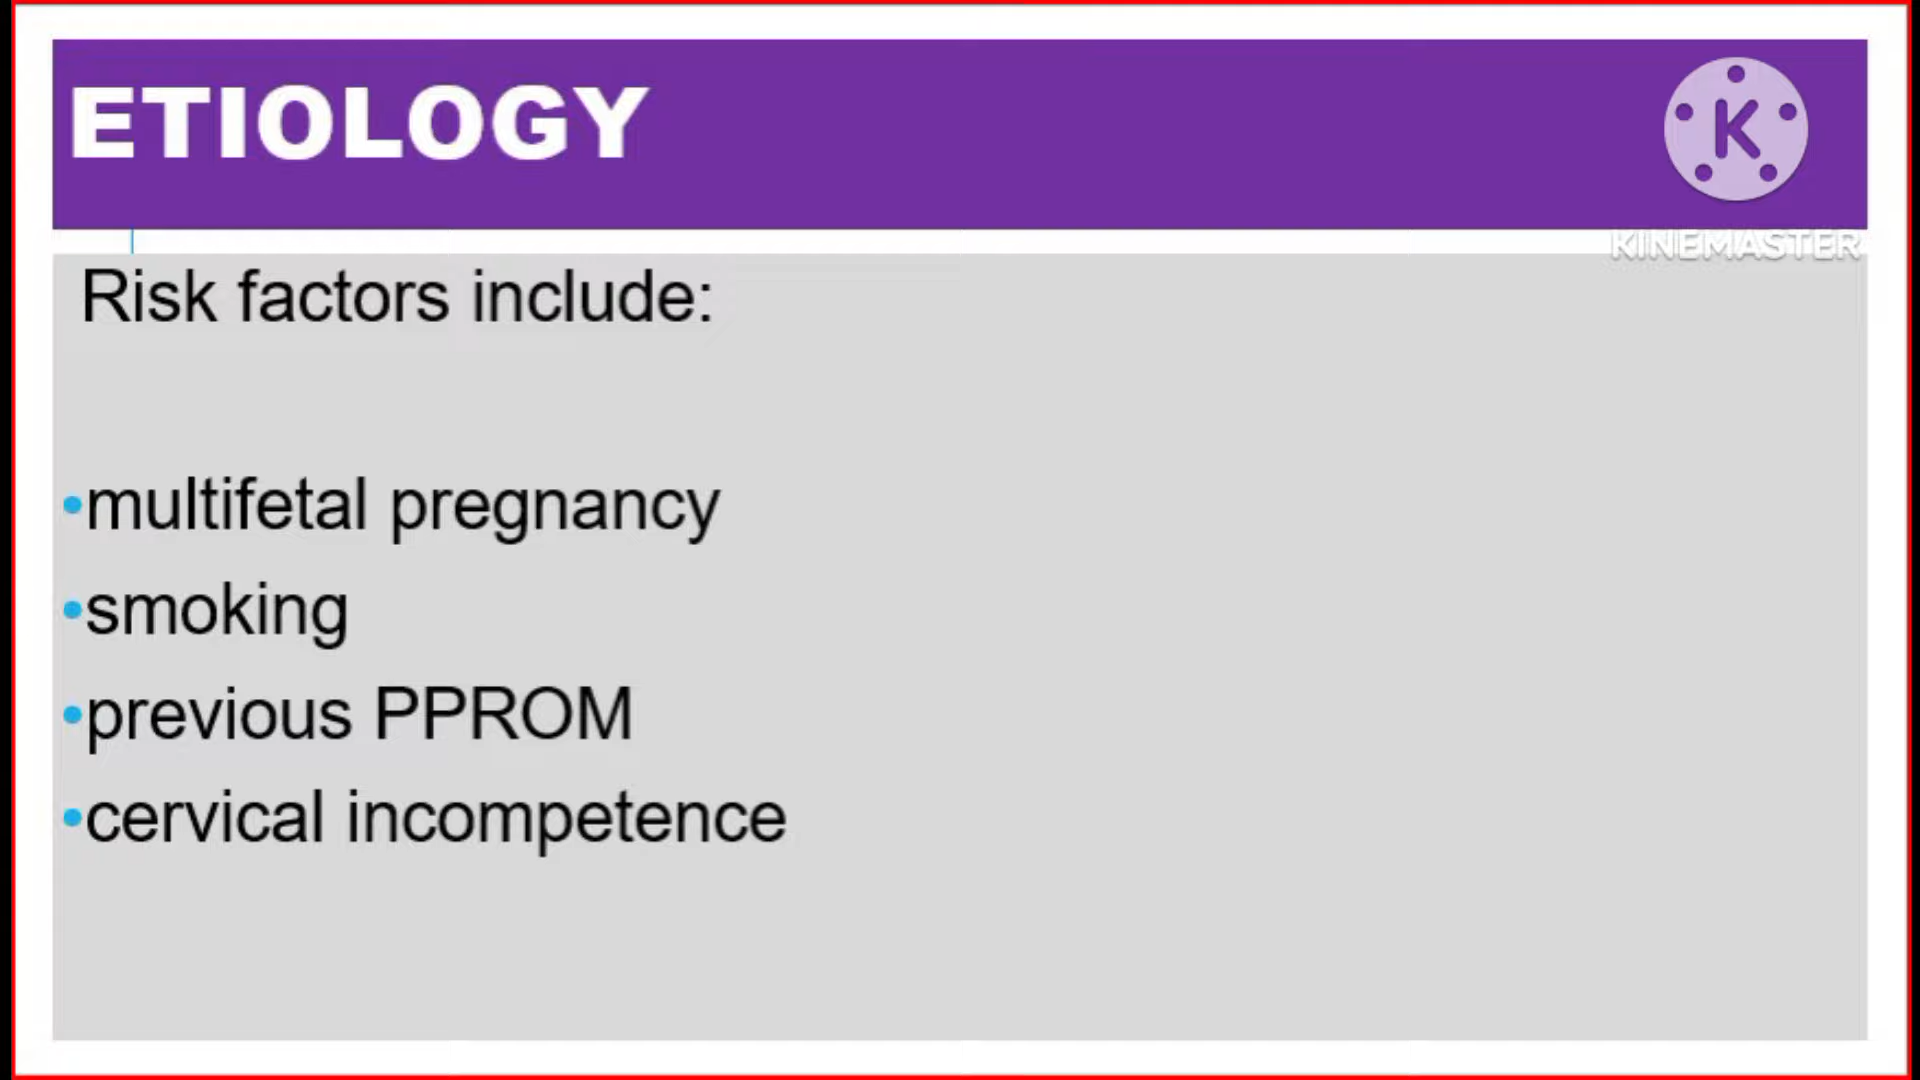 ETIOLOGY
K
KINEMASTER
Risk factors include:
•multifetal pregnancy
•smoking
•previous PPROM
•cervical incompetence